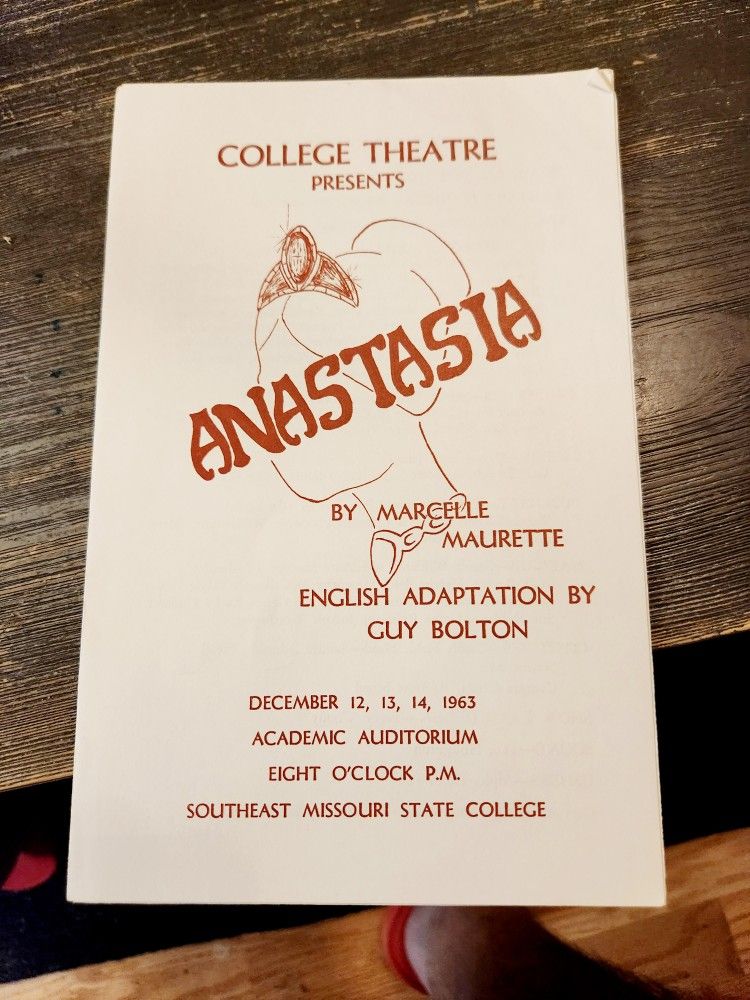 COLLEGE THEATRE
PRESENTS
ANASTASIA
BY MARCELLE
MAURETTE
ENGLISH ADAPTATION BY
GUY BOLTON
DECEMBER 12, 13, 14, 1963
ACADEMIC AUDITORIUM
EIGHT O'CLOCK P.M.
SOUTHEAST MISSOURI STATE COLLEGE